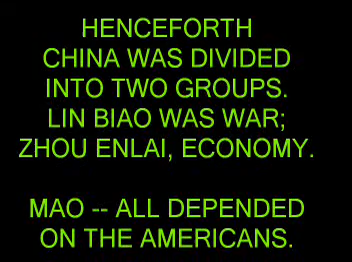 HENCEFORTH
CHINA WAS DIVIDED
INTO TWO GROUPS.
LIN BIAO WAS WAR;
ZHOU ENLAI, ECONOMY.
MAO -- ALL DEPENDED
ON THE AMERICANS.